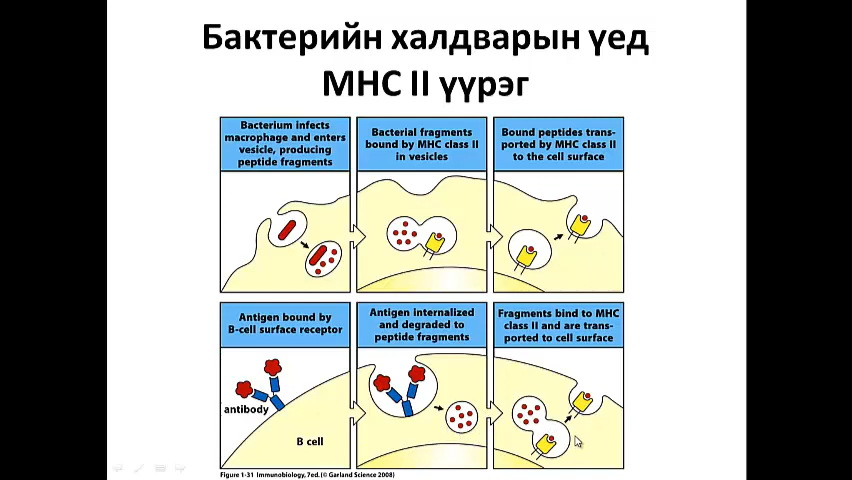 Бактерийн халдварын үед
MHC II үүрэг
Bacterium infects
macrophage and enters
vesicle, producing
peptide fragments
Bacterial fragments
bound by MHC class II
in vesicles
Bound peptides trans-
ported by MHC class II
to the cell surface
Antigen bound by
B-cell surface receptor
Antigen internalized
and degraded to
peptide fragments
Fragments bind to MHC
class II and are trans-
ported to cell surface
antibody
B cell
Figure 1-31 Immunobiology, 7ed. (© Garland Science 2008)